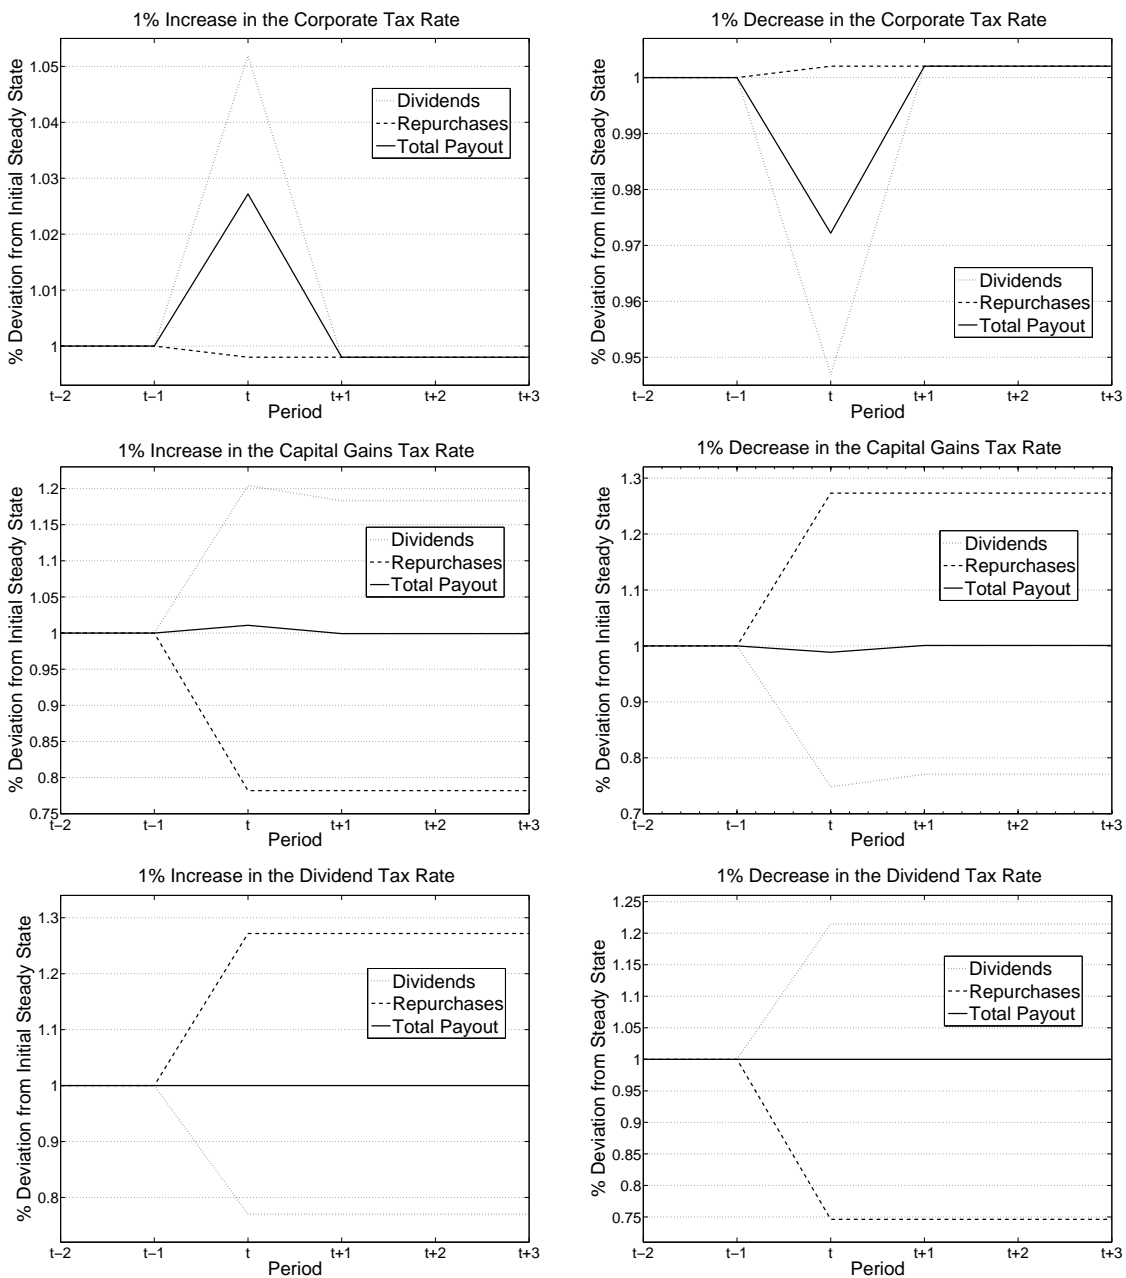 1% Increase in the Corporate Tax Rate
% Deviation from Initial Steady State
1.05
1.04
1.03
1.02
1.01
1
Dividends
Repurchases
Total Payout
t−2 t−1 t t+1 t+2 t+3
Period
1% Decrease in the Corporate Tax Rate
% Deviation from Initial Steady State
1
0.99
0.98
0.97
0.96
0.95
Dividends
Repurchases
Total Payout
t−2 t−1 t t+1 t+2 t+3
Period
1% Increase in the Capital Gains Tax Rate
% Deviation from Initial Steady State
1.2
1.15
1.1
1.05
1
0.95
0.9
0.85
0.8
0.75
Dividends
Repurchases
Total Payout
t−2 t−1 t t+1 t+2 t+3
Period
1% Decrease in the Capital Gains Tax Rate
% Deviation from Initial Steady State
1.3
1.2
1.1
1
0.9
0.8
0.7
Dividends
Repurchases
Total Payout
t−2 t−1 t t+1 t+2 t+3
Period
1% Increase in the Dividend Tax Rate
% Deviation from Initial Steady State
1.3
1.2
1.1
1
0.9
0.8
Dividends
Repurchases
Total Payout
t−2 t−1 t t+1 t+2 t+3
Period
1% Decrease in the Dividend Tax Rate
% Deviation from Steady State
1.25
1.2
1.15
1.1
1.05
1
0.95
0.9
0.85
0.8
0.75
Dividends
Repurchases
Total Payout
t−2 t−1 t t+1 t+2 t+3
Period